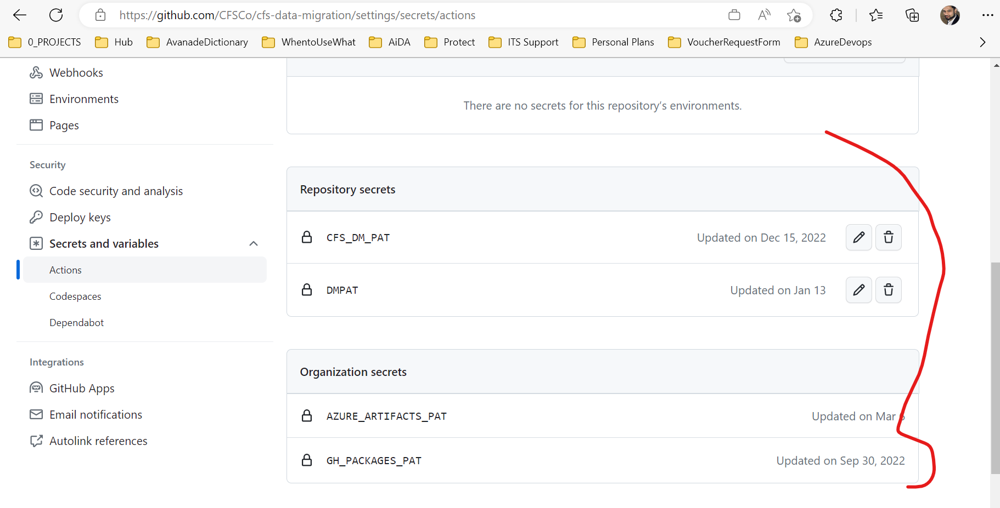 https://github.com/CFSCo/cfs-data-migration/settings/secrets/actions
0_PROJECTS Hub AvanadeDictionary WhentoUseWhat AiDA Protect ITS Support Personal Plans VoucherRequestForm AzureDevops
Webhooks
Environments
Pages
Security
Code security and analysis
Deploy keys
Secrets and variables
Actions
Codespaces
Dependabot
Integrations
GitHub Apps
Email notifications
Autolink references
There are no secrets for this repository’s environments.
Repository secrets
CFS_DM_PAT Updated on Dec 15, 2022
DMPAT Updated on Jan 13
Organization secrets
AZURE_ARTIFACTS_PAT Updated on Mar
GH_PACKAGES_PAT Updated on Sep 30, 2022